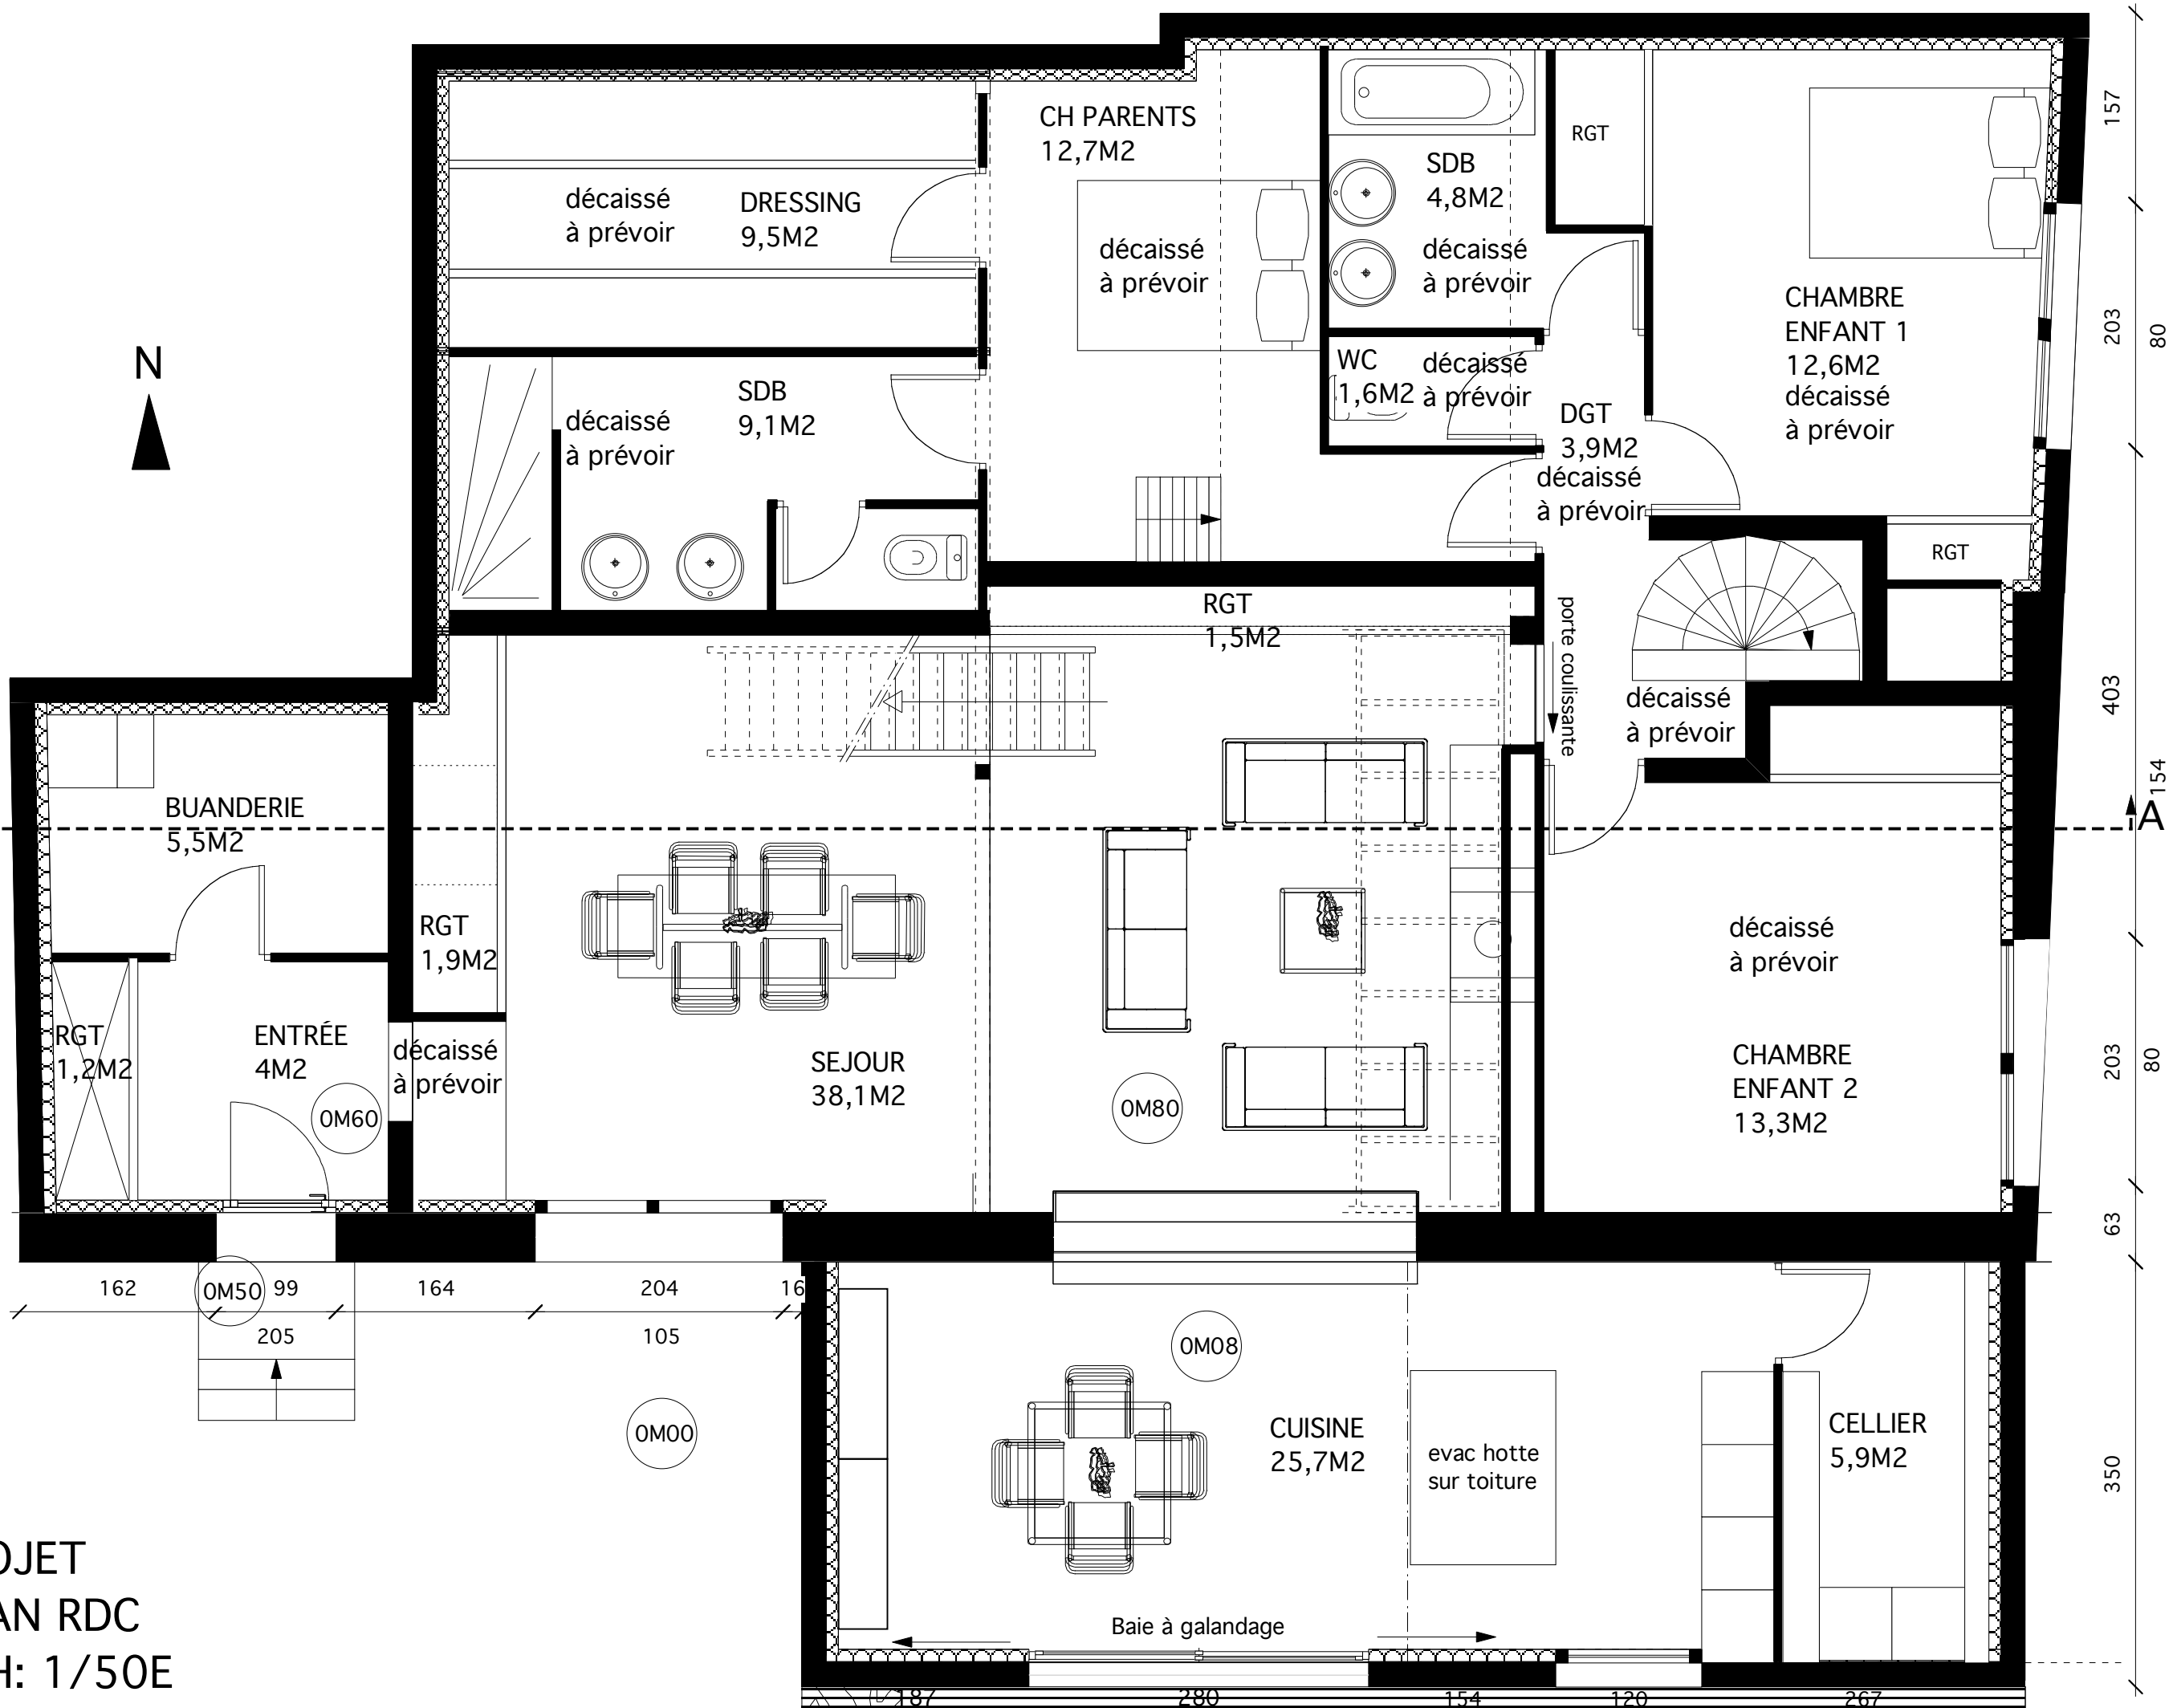 CH PARENTS
12,7M2
RGT
SDB
4,8M2
157
décaissé
à prévoir
DRESSING
9,5M2
décaissé
à prévoir
décaissé
à prévoir
CHAMBRE
ENFANT 1
12,6M2
décaissé
à prévoir
203
80
N
SDB
9,1M2
décaissé
à prévoir
WC
1,6M2
décaissé
à prévoir
DGT
3,9M2
décaissé
à prévoir
RGT
RGT
1,5M2
porte coulissante
décaissé
à prévoir
403
154
A
BUANDERIE
5,5M2
RGT
1,9M2
décaissé
à prévoir
RGT
1,2M2
ENTRÉE
4M2
décaissé
à prévoir
0M60
SEJOUR
38,1M2
0M80
CHAMBRE
ENFANT 2
13,3M2
203
80
63
162
0M50
99
164
204
16
205
105
0M00
0M08
CUISINE
25,7M2
evac hotte
sur toiture
CELLIER
5,9M2
350
Baie à galandage
OJET
AN RDC
H: 1/50E
187
280
154
120
267